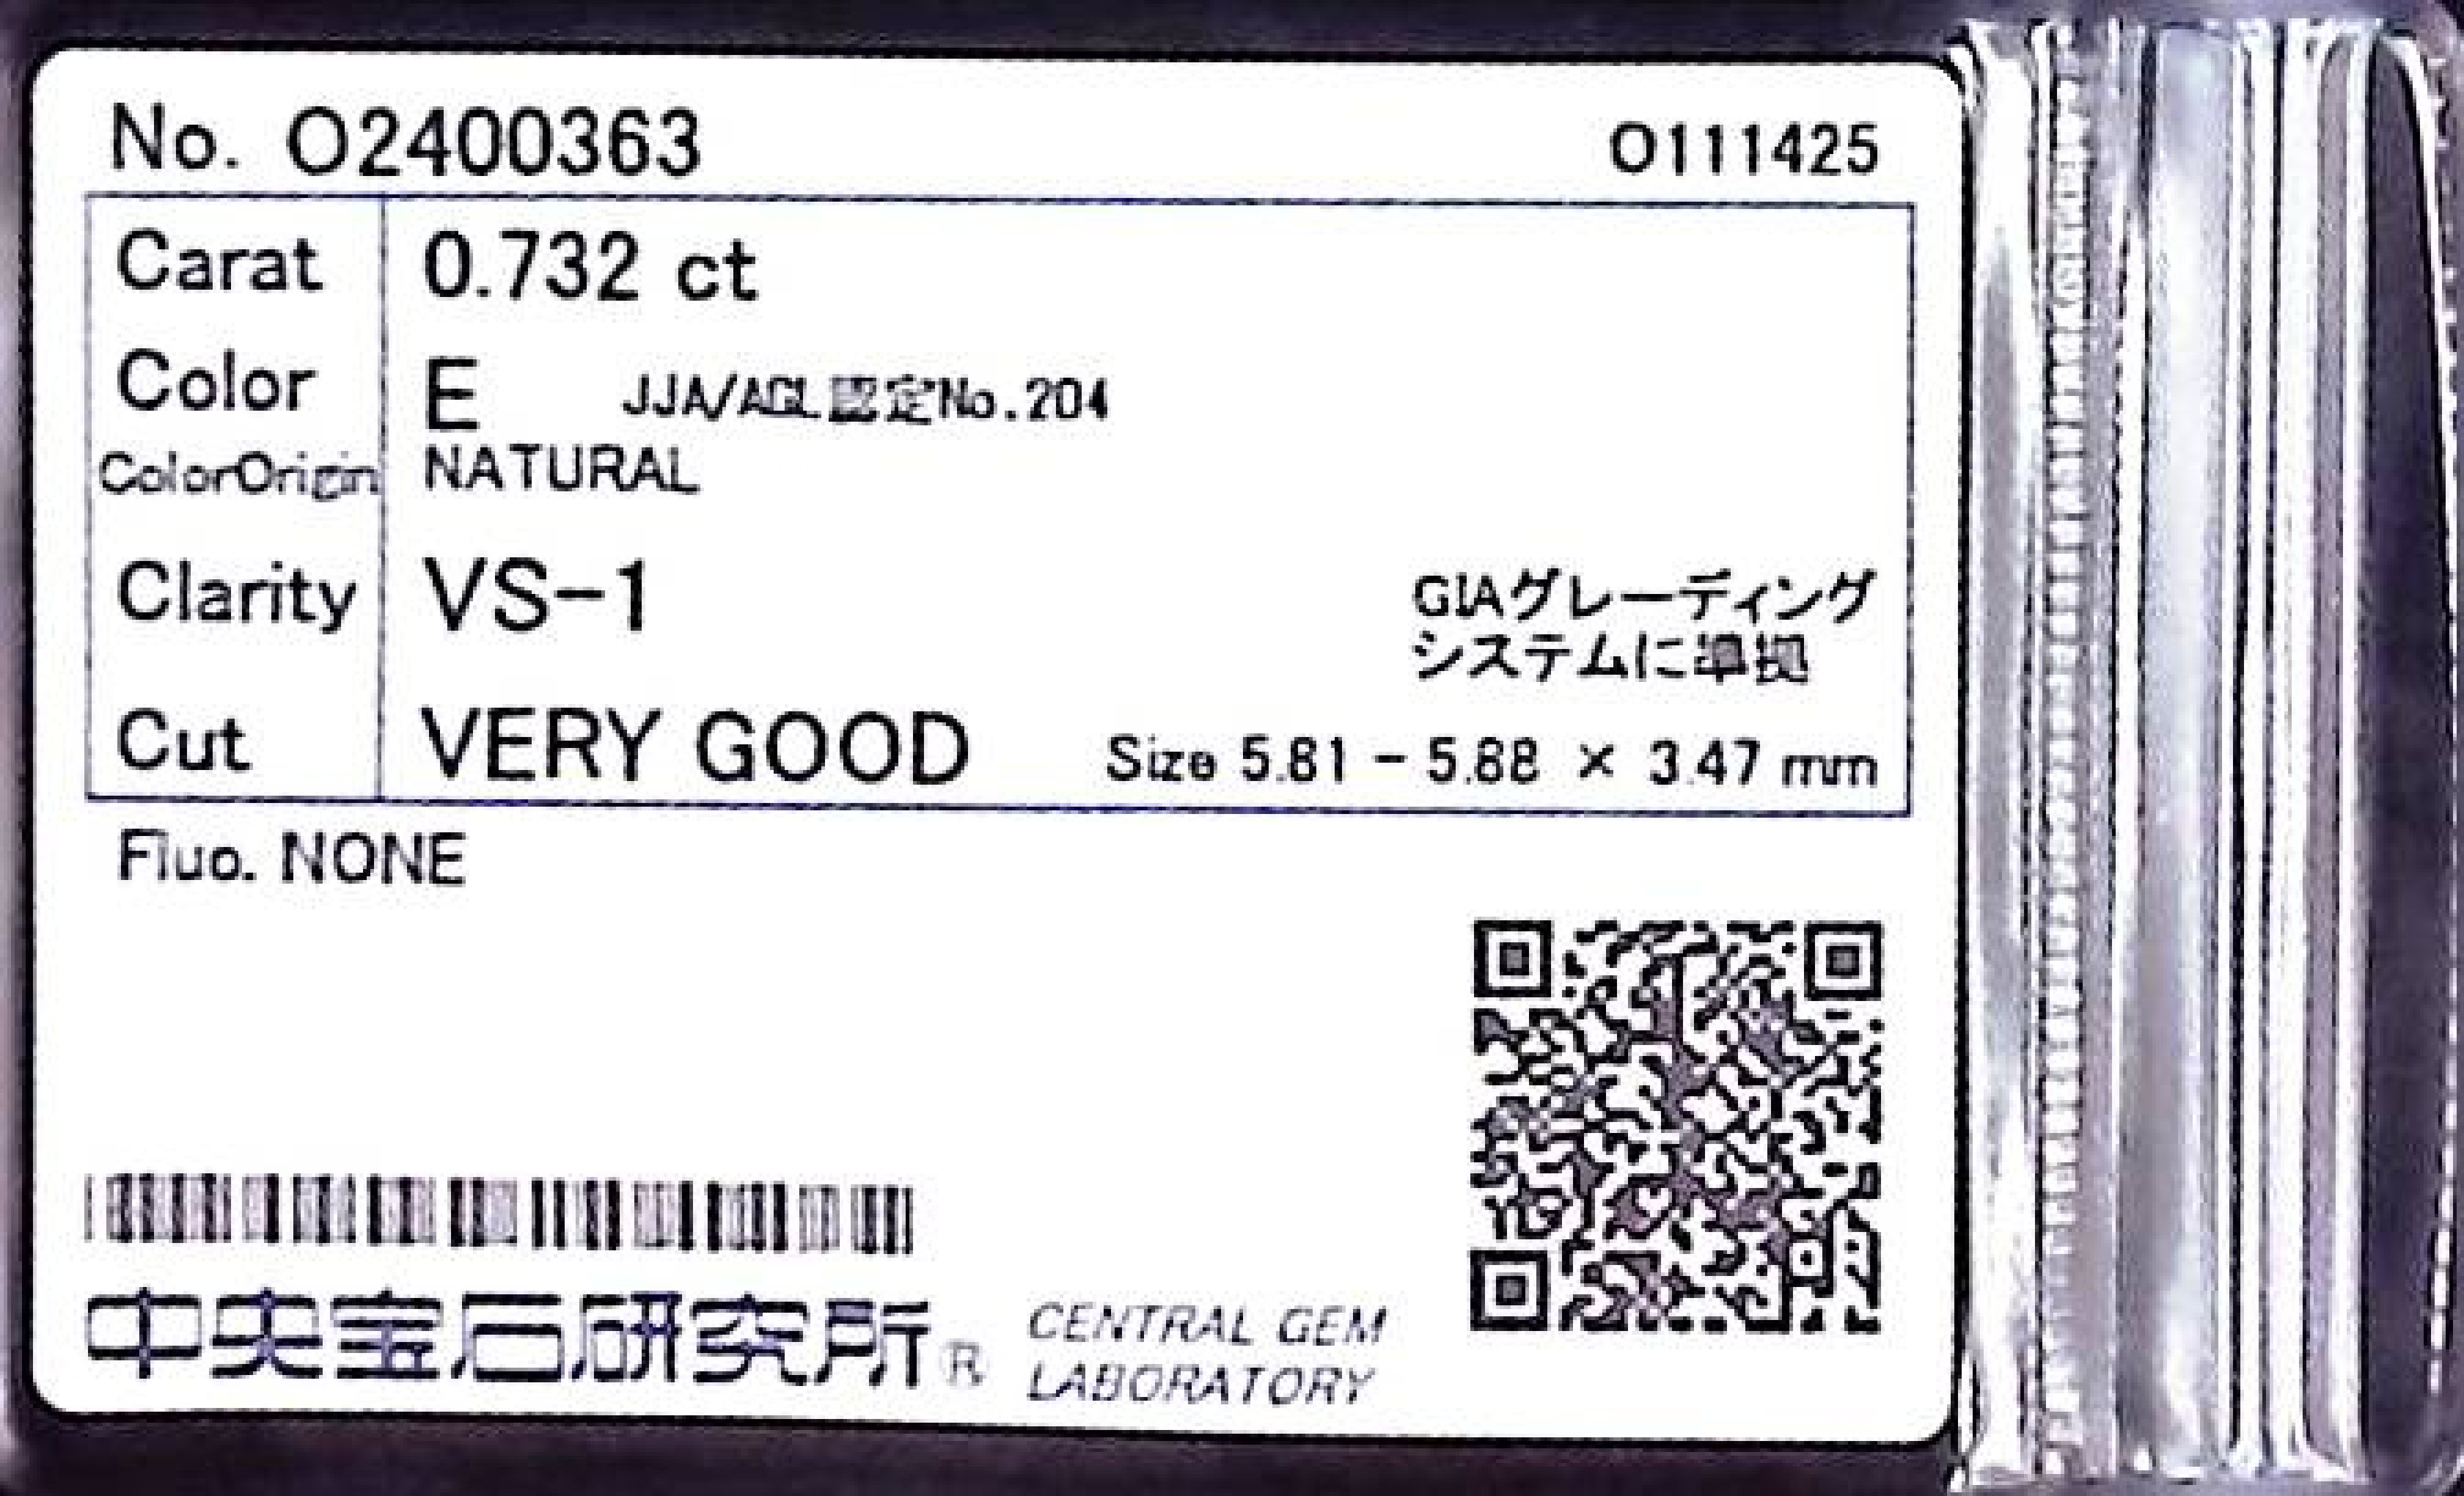 No. O2400363 O111425
Carat 0.732 ct
Color E JJA/AGL認定No.204
ColorOrigin NATURAL
Clarity VS-1
GIAグレーディング
システムに準拠
Cut VERY GOOD Size 5.81 - 5.88 × 3.47 mm
Fluo. NONE
中央宝石研究所® CENTRAL GEM
LABORATORY